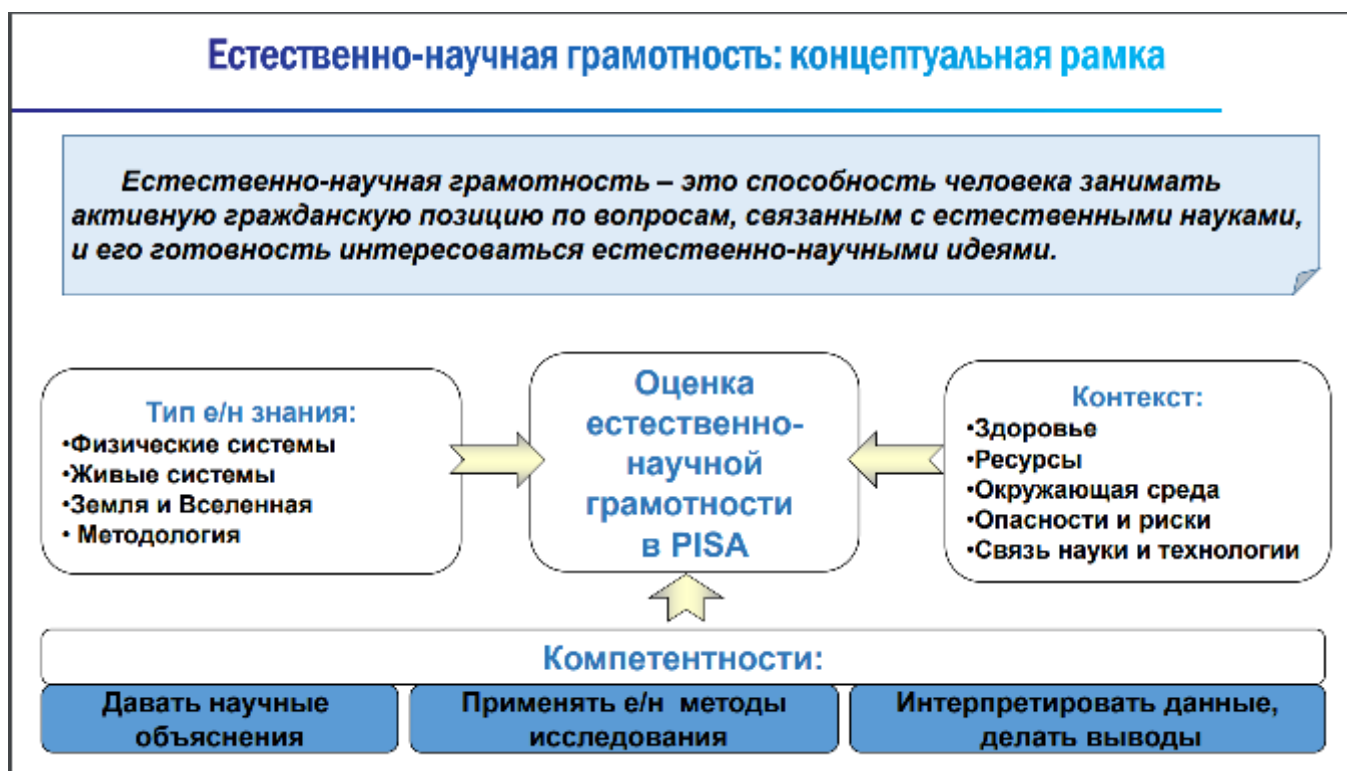 Естественно-научная грамотность: концептуальная рамка
Естественно-научная грамотность – это способность человека занимать
активную гражданскую позицию по вопросам, связанным с естественными науками,
и его готовность интересоваться естественно-научными идеями.
Тип е/н знания:
•Физические системы
•Живые системы
•Земля и Вселенная
• Методология
Оценка
естественно-
научной
грамотности
в PISA
Контекст:
•Здоровье
•Ресурсы
•Окружающая среда
•Опасности и риски
•Связь науки и технологии
Компетентности:
Давать научные
объяснения
Применять е/н методы
исследования
Интерпретировать данные,
делать выводы